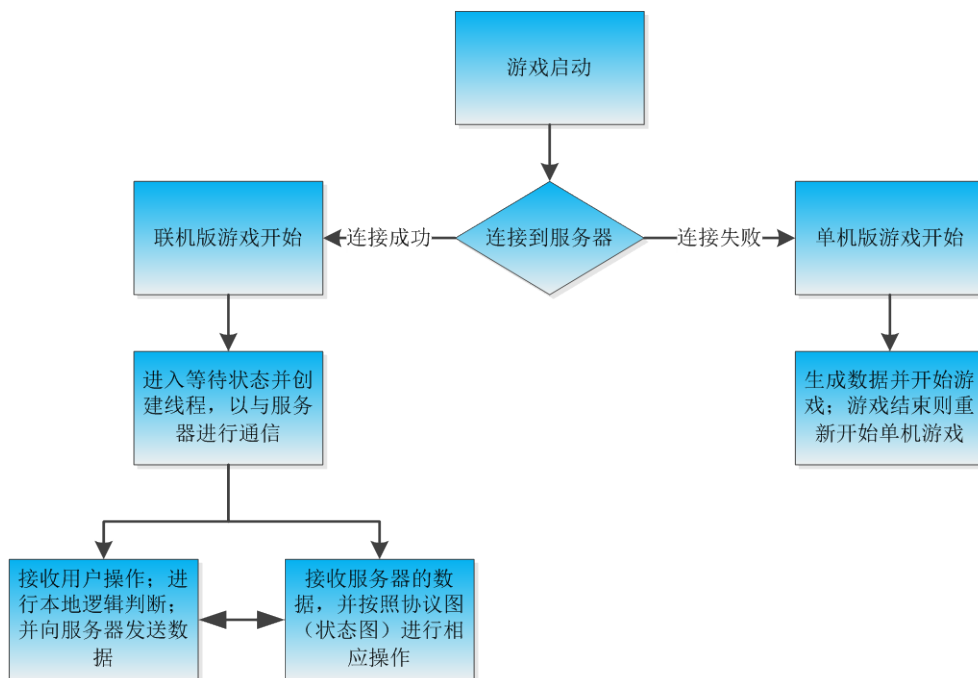 游戏启动
联机版游戏开始
连接成功
连接到服务器
连接失败
单机版游戏开始
进入等待状态并创
建线程，以与服务
器进行通信
生成数据并开始游
戏；游戏结束则重
新开始单机游戏
接收用户操作；进
行本地逻辑判断；
并向服务器发送数
据
接收服务器的数
据，并按照协议图
（状态图）进行相
应操作